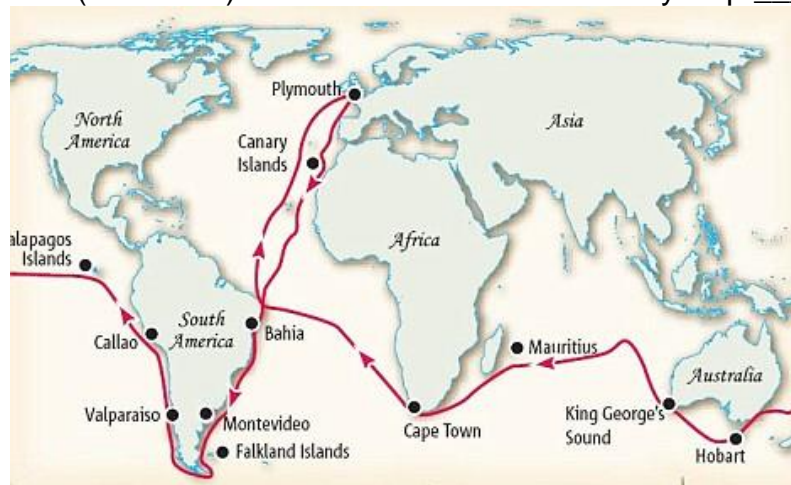 Plymouth
North
America
Asia
Canary
Islands
Africa
alapagos
Islands
South
America
Bahia
Callao
Mauritius
Australia
Valparaiso
Montevideo
Cape Town
King George's
Sound
Falkland Islands
Hobart